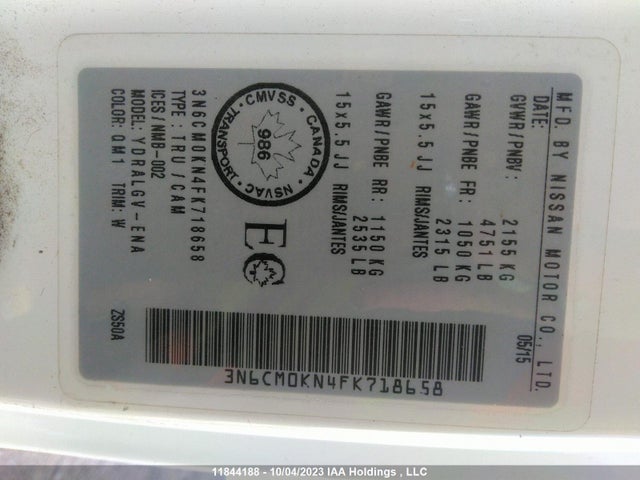 MFD. BY NISSAN MOTOR CO., LTD.
DATE: 05/15
GVWR/PNBV: 2155 KG
4751 LB
GAWR/PNBE FR: 1050 KG
2315 LB
15x5.5 JJ RIMS/JANTES
GAWR/PNBE RR: 1150 KG
2535 LB
15x5.5 JJ RIMS/JANTES
CMVSS · CANADA · NSVAC · TRANSPORT
986
EC
3N6CM0KN4FK718658
TYPE: TRU/CAM
ICES/NMB-002
MODEL: YDRALGV-ENA
COLOR: QM1 TRIM: W
ZS50A
3N6CM0KN4FK718658
11844188 - 10/04/2023 IAA Holdings , LLC